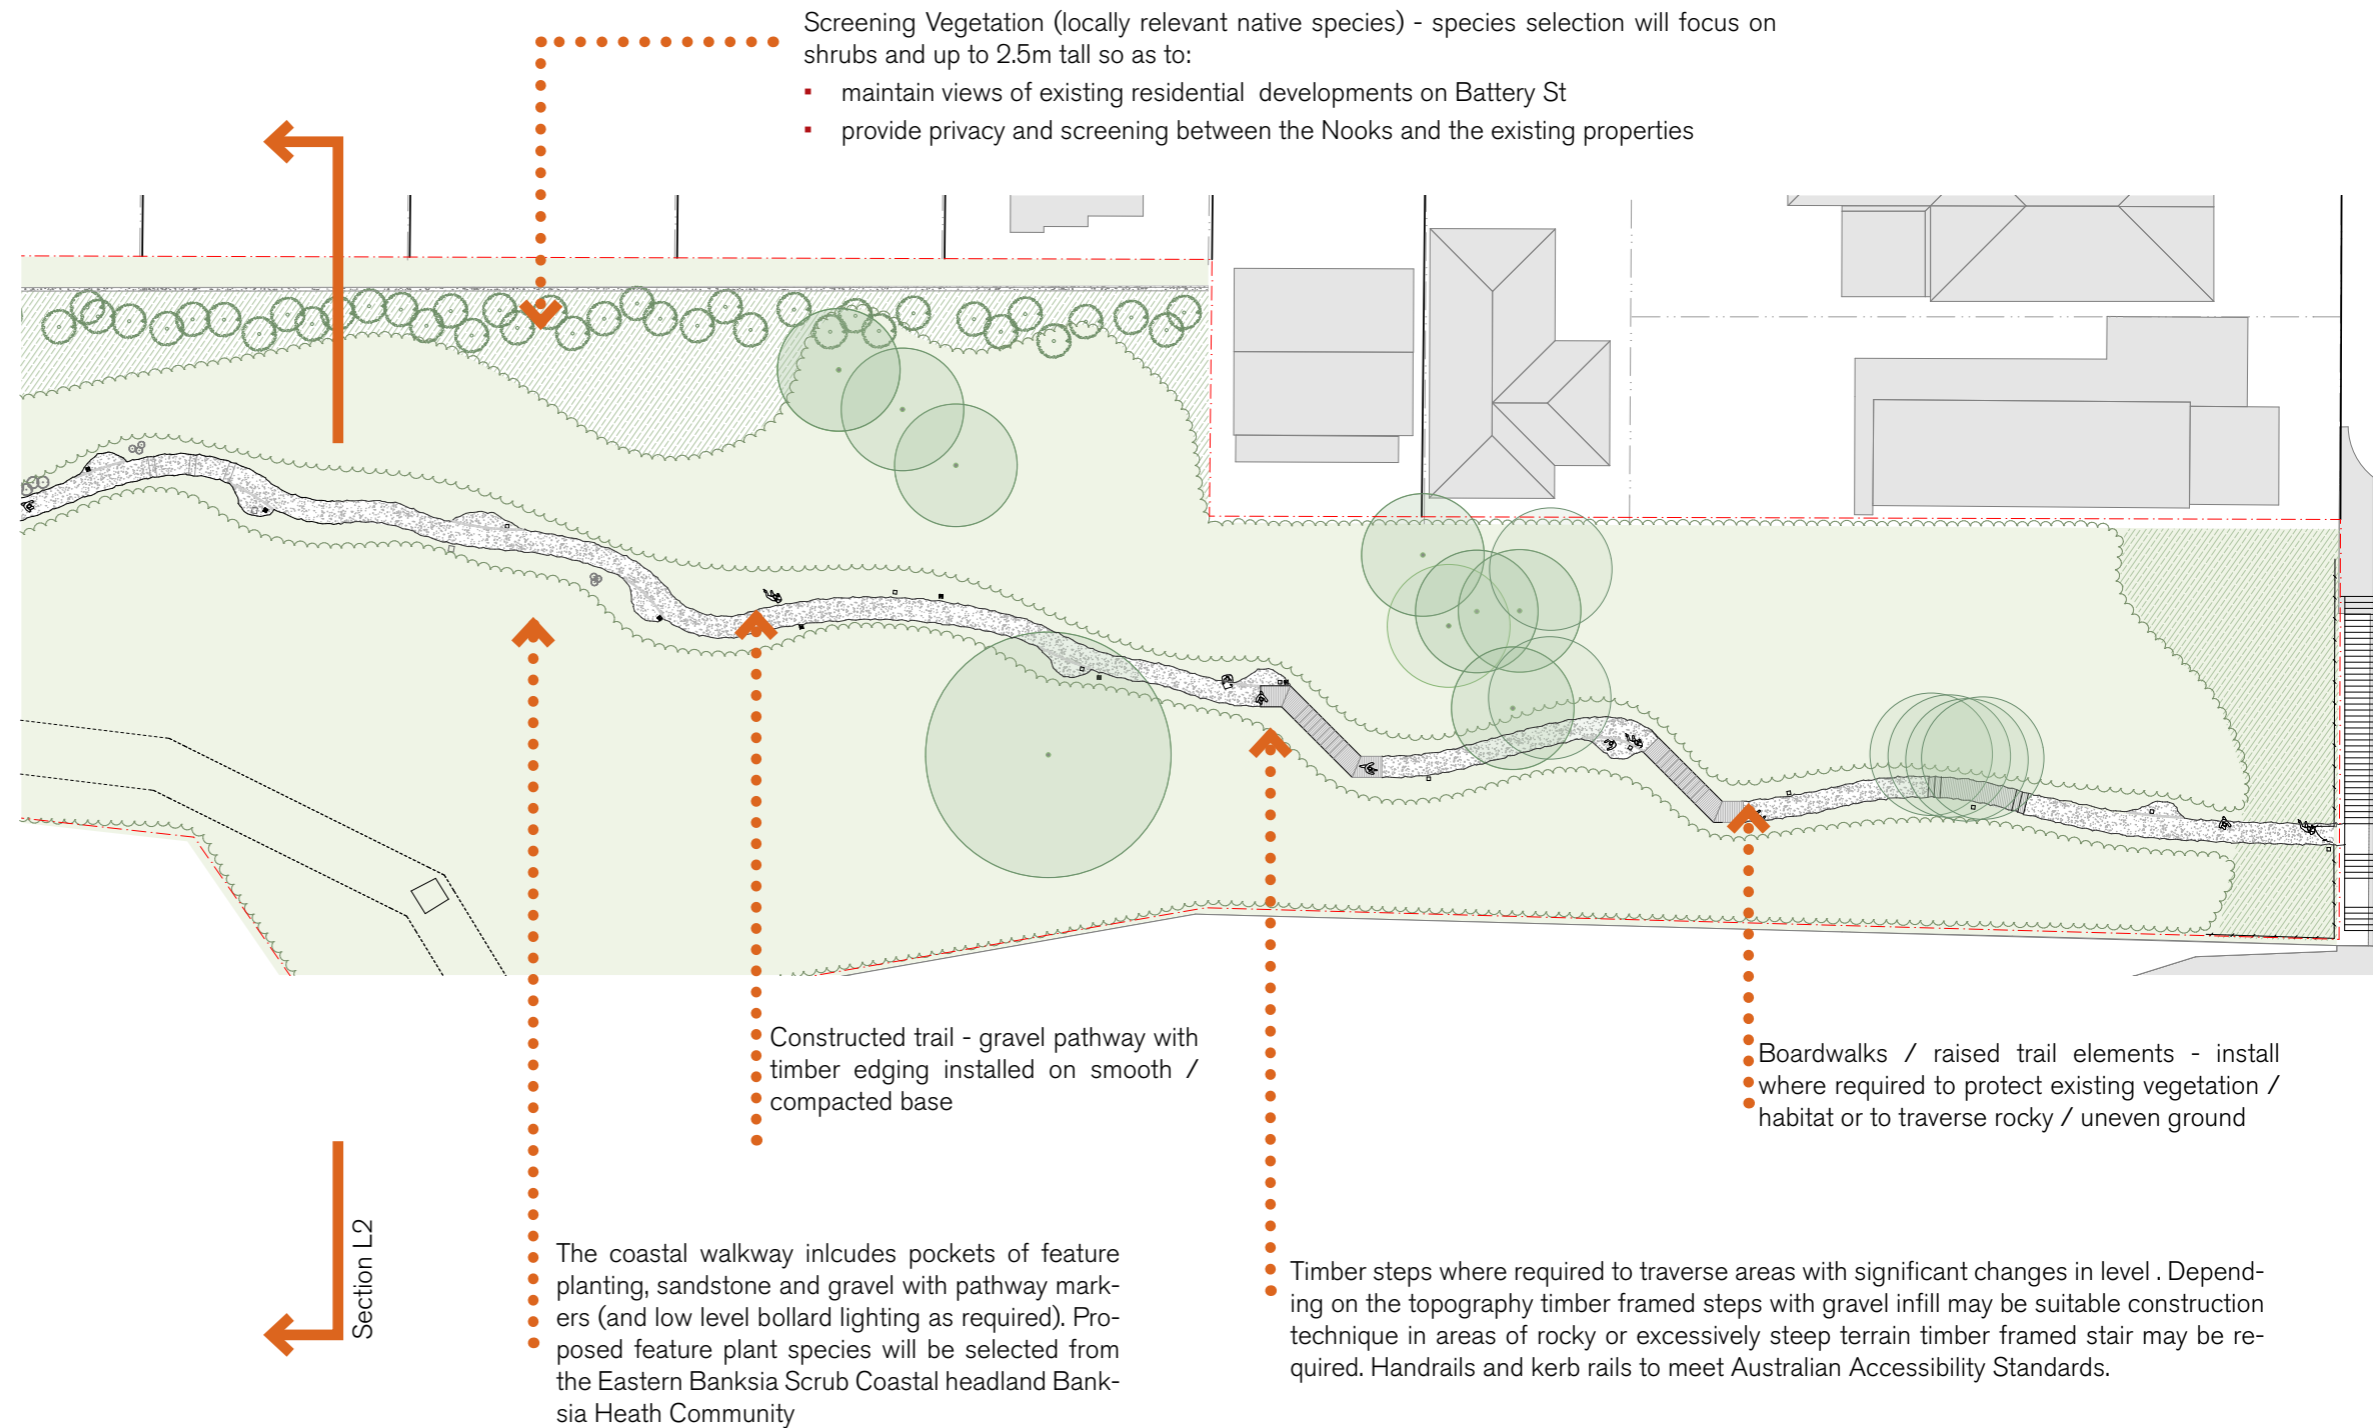 Screening Vegetation (locally relevant native species) - species selection will focus on
shrubs and up to 2.5m tall so as to:
▪ maintain views of existing residential developments on Battery St
▪ provide privacy and screening between the Nooks and the existing properties
Constructed trail - gravel pathway with
timber edging installed on smooth /
compacted base
Boardwalks / raised trail elements - install
where required to protect existing vegetation /
habitat or to traverse rocky / uneven ground
Section L2
The coastal walkway inlcudes pockets of feature
planting, sandstone and gravel with pathway mark-
ers (and low level bollard lighting as required). Pro-
posed feature plant species will be selected from
the Eastern Banksia Scrub Coastal headland Bank-
sia Heath Community
Timber steps where required to traverse areas with significant changes in level . Depend-
ing on the topography timber framed steps with gravel infill may be suitable construction
technique in areas of rocky or excessively steep terrain timber framed stair may be re-
quired. Handrails and kerb rails to meet Australian Accessibility Standards.